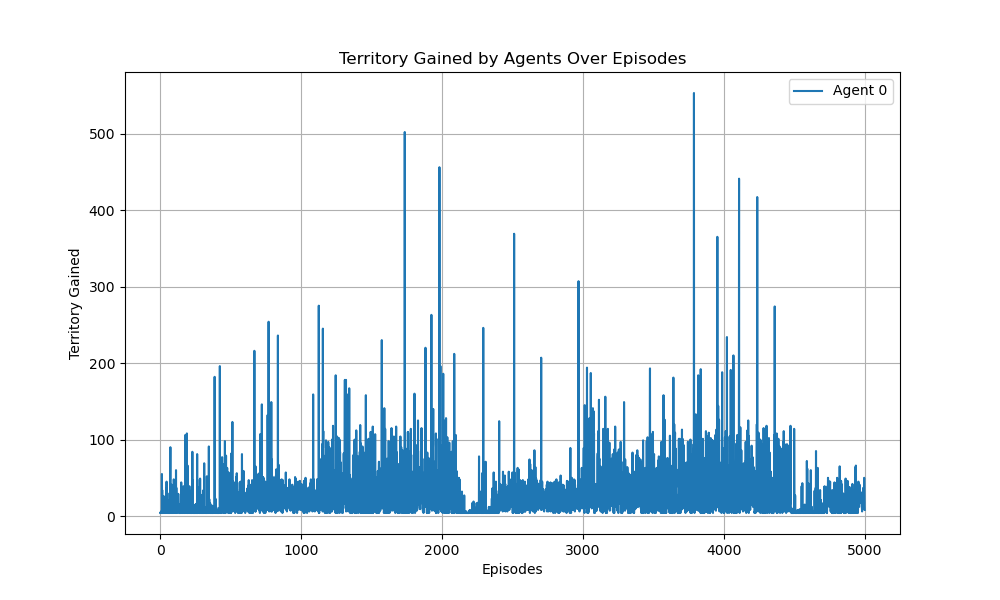 Territory Gained by Agents Over Episodes
Agent 0
500
400
300
200
100
0
Territory Gained
0 1000 2000 3000 4000 5000
Episodes